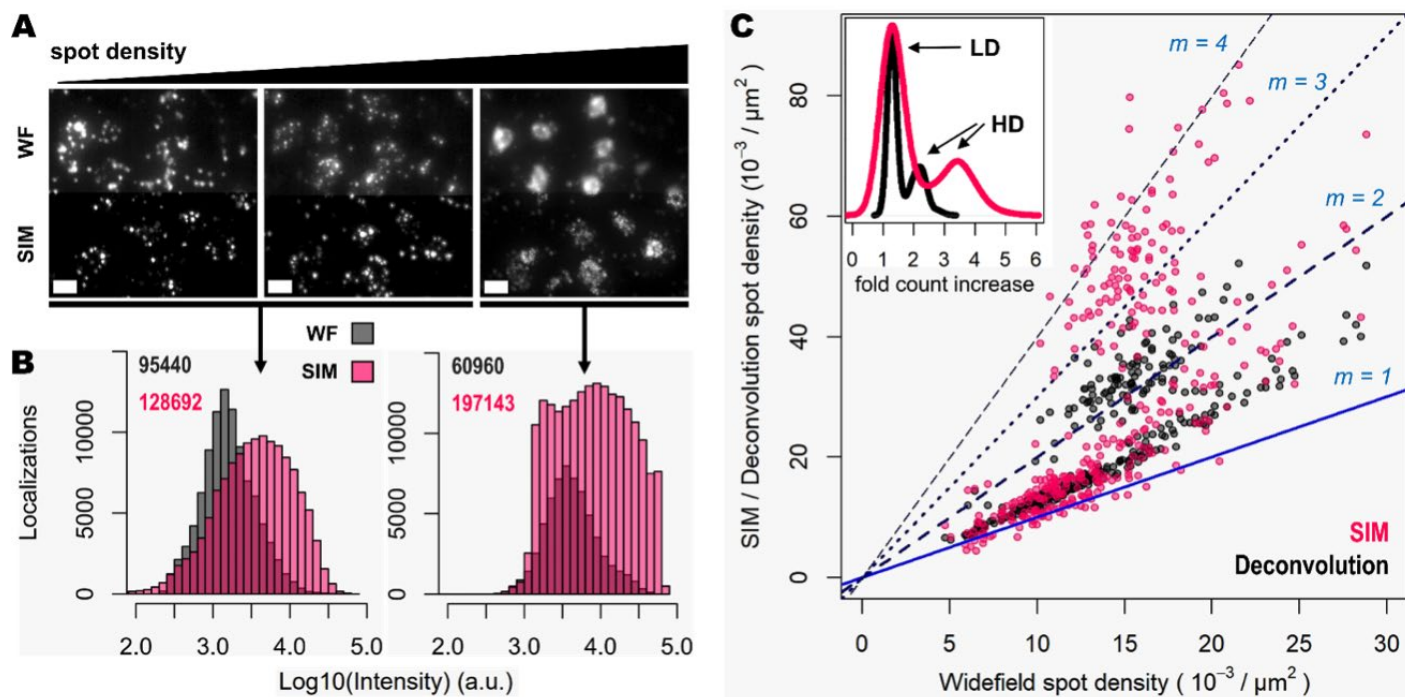 A
spot density
WF
SIM
B
WF
SIM
95440
128692
60960
197143
Localizations
10000
5000
0
10000
5000
0
2.0 3.0 4.0 5.0
2.0 3.0 4.0 5.0
Log10(Intensity) (a.u.)
C
SIM / Deconvolution spot density (10⁻³ / µm²)
80
60
40
20
0
LD
HD
0 1 2 3 4 5 6
fold count increase
m = 4
m = 3
m = 2
m = 1
SIM
Deconvolution
0 5 10 15 20 25 30
Widefield spot density ( 10⁻³ / µm²)